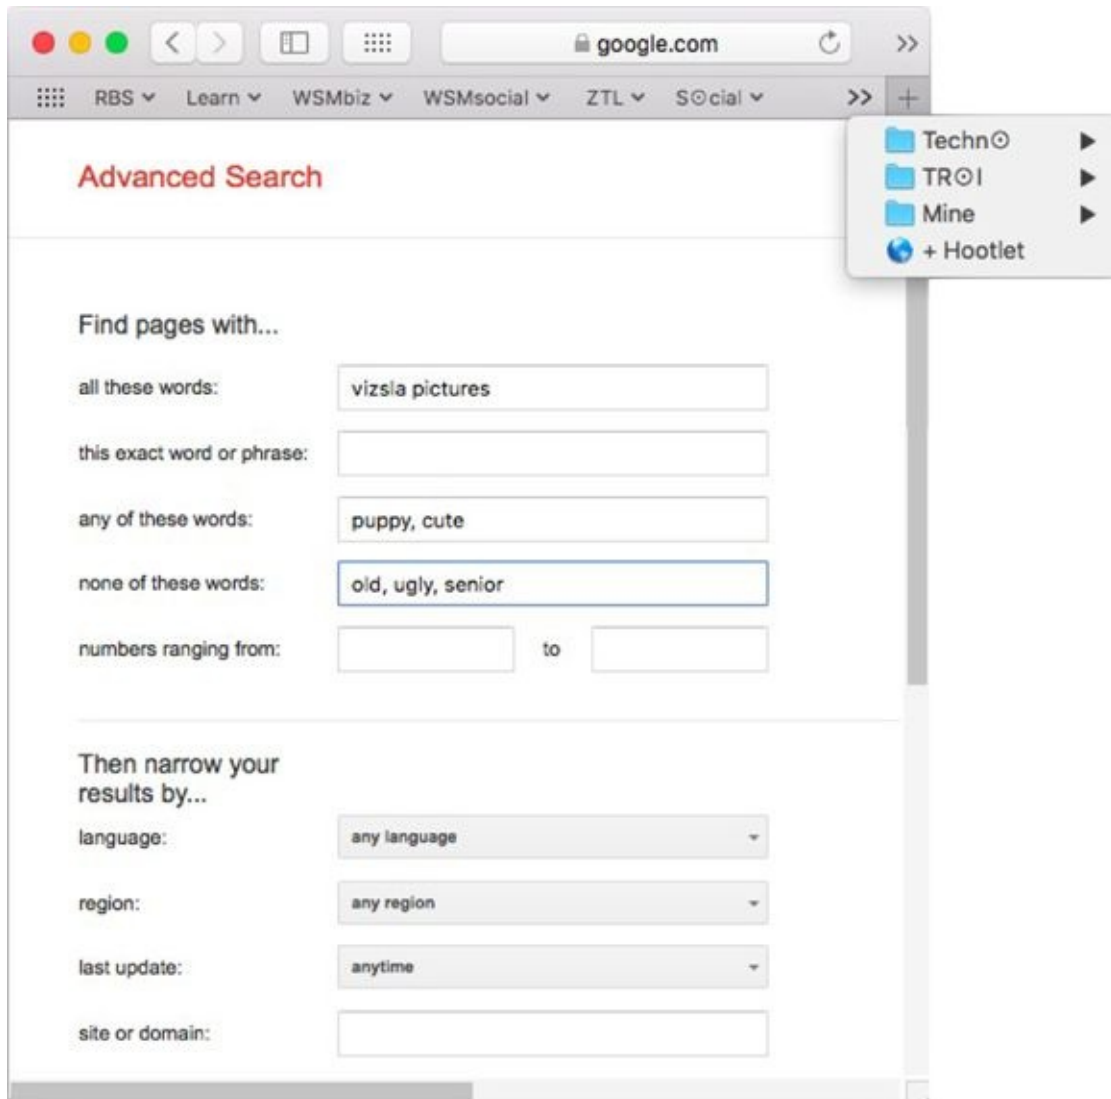 google.com
RBS Learn WSMbiz WSMsocial ZTL S⊙cial
Techn⊙
TR⊙I
Mine
+ Hootlet
Advanced Search
Find pages with...
all these words: vizsla pictures
this exact word or phrase:
any of these words: puppy, cute
none of these words: old, ugly, senior
numbers ranging from: to
Then narrow your
results by...
language: any language
region: any region
last update: anytime
site or domain: